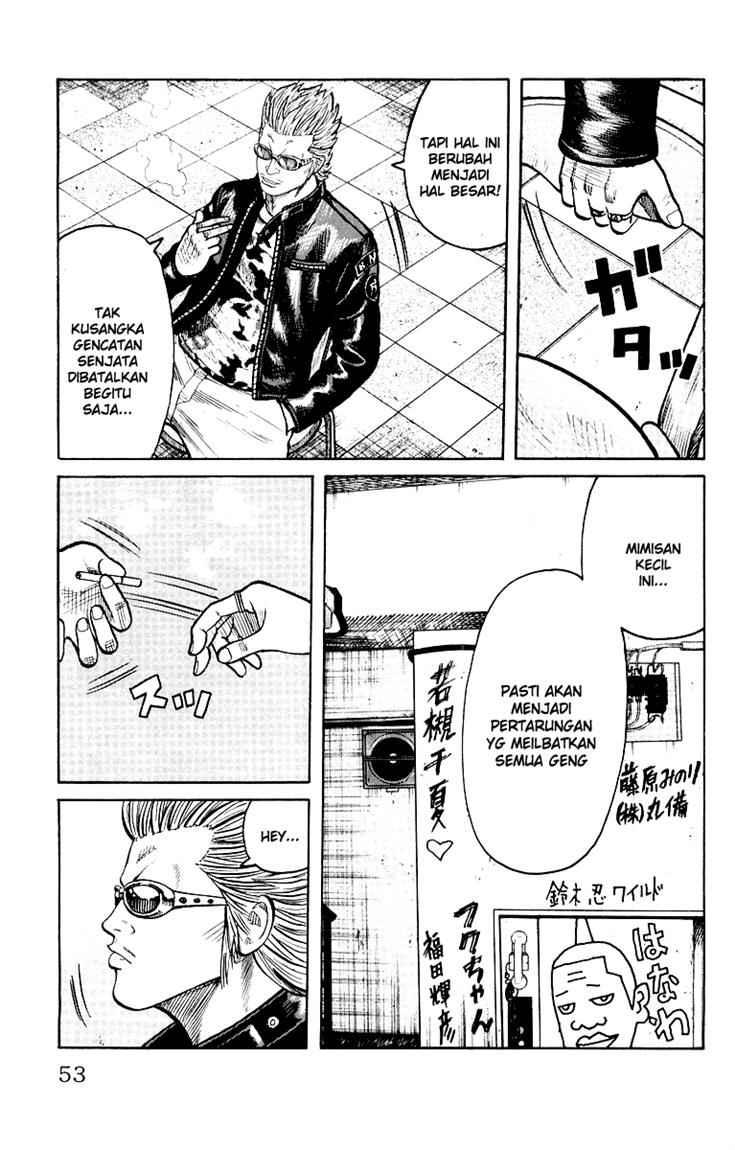 ガタッ
TAPI HAL INI
BERUBAH
MENJADI
HAL BESAR!
TAK
KUSANGKA
GENCATAN
SENJATA
DIBATALKAN
BEGITU
SAJA...
MIMISAN
KECIL
INI...
PASTI AKAN
MENJADI
PERTARUNGAN
YG MEILBATKAN
SEMUA GENG
若槻千夏♡
藤原みのり
(株)丸備
鈴木忍 ワイルド
フクちゃん
福田輝彦
はなわ
スッ
HEY...
53